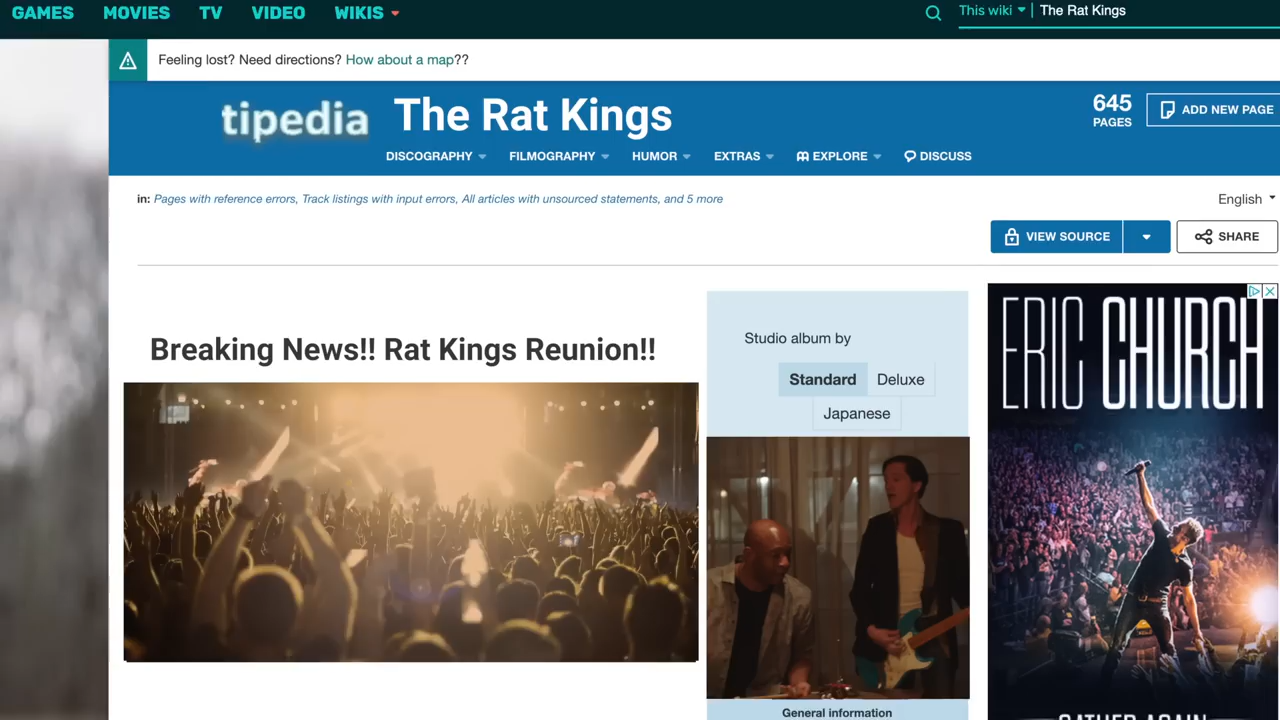 GAMES MOVIES TV VIDEO WIKIS
This wiki The Rat Kings
Feeling lost? Need directions? How about a map??
tipedia The Rat Kings
645
PAGES
ADD NEW PAGE
DISCOGRAPHY FILMOGRAPHY HUMOR EXTRAS EXPLORE DISCUSS
in: Pages with reference errors, Track listings with input errors, All articles with unsourced statements, and 5 more
English
VIEW SOURCE
SHARE
Breaking News!! Rat Kings Reunion!!
Studio album by
Standard Deluxe
Japanese
General information
ERIC CHURCH
GATHER AGAIN